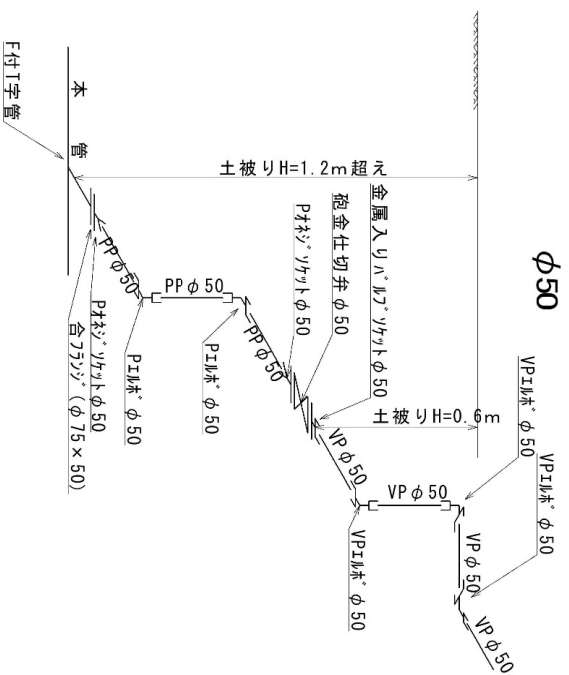 φ50
F付T字管
本管
土被りH=1.2m超え
金属入りバルブソケットφ50
砲金仕切弁φ50
Pオネジソケットφ50
PPφ50
PPφ50
PPφ50
Pオネジソケットφ50
合フランジ(φ75×50)
Pエルボφ50
Pエルボφ50
土被りH=0.6m
VPφ50
VPエルボφ50
VPφ50
VPエルボφ50
VPエルボφ50
VPφ50
VPφ50